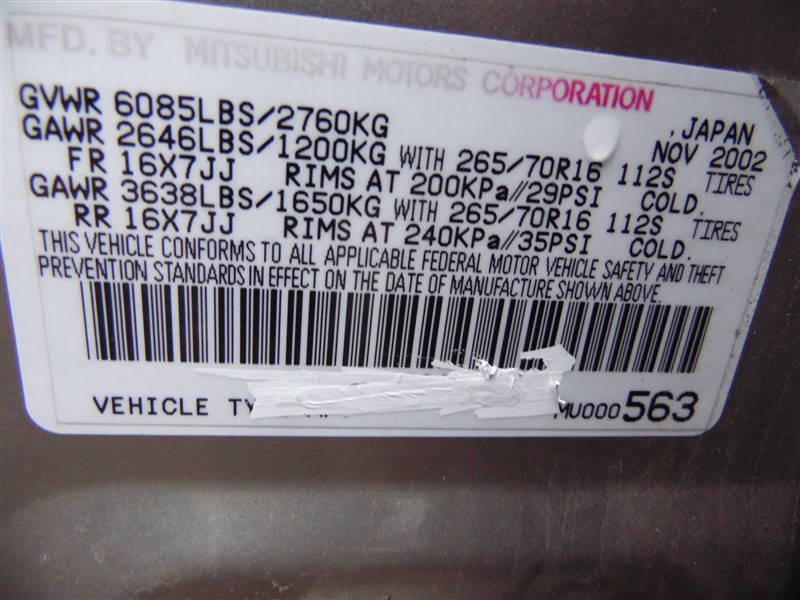 MFD. BY MITSUBISHI MOTORS CORPORATION
, JAPAN
GVWR 6085LBS/2760KG NOV 2002
GAWR 2646LBS/1200KG WITH 265/70R16 112S TIRES
FR 16X7JJ RIMS AT 200KPa//29PSI COLD.
GAWR 3638LBS/1650KG WITH 265/70R16 112S TIRES
RR 16X7JJ RIMS AT 240KPa//35PSI COLD.
THIS VEHICLE CONFORMS TO ALL APPLICABLE FEDERAL MOTOR VEHICLE SAFETY AND THEFT
PREVENTION STANDARDS IN EFFECT ON THE DATE OF MANUFACTURE SHOWN ABOVE.
VEHICLE MU000563